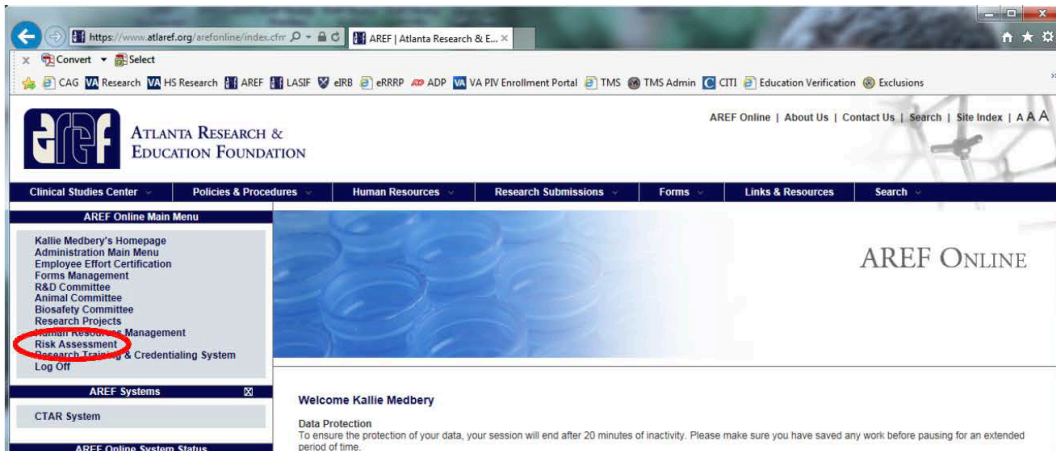 https://www.atlaref.org/arefonline/index.cfm
AREF | Atlanta Research & E...
Convert Select
CAG VA Research VA HS Research AREF LASIF eIRB eRRRP ADP VA VA PIV Enrollment Portal TMS TMS Admin CITI Education Verification Exclusions
AREF Online | About Us | Contact Us | Search | Site Index | A A A
aref
ATLANTA RESEARCH &
EDUCATION FOUNDATION
Clinical Studies Center Policies & Procedures Human Resources Research Submissions Forms Links & Resources Search
AREF Online Main Menu
Kallie Medbery's Homepage
Administration Main Menu
Employee Effort Certification
Forms Management
R&D Committee
Animal Committee
Biosafety Committee
Research Projects
Human Resources Management
Risk Assessment
Research Training & Credentialing System
Log Off
AREF ONLINE
AREF Systems
CTAR System
AREF Online System Status
Welcome Kallie Medbery
Data Protection
To ensure the protection of your data, your session will end after 20 minutes of inactivity. Please make sure you have saved any work before pausing for an extended
period of time.